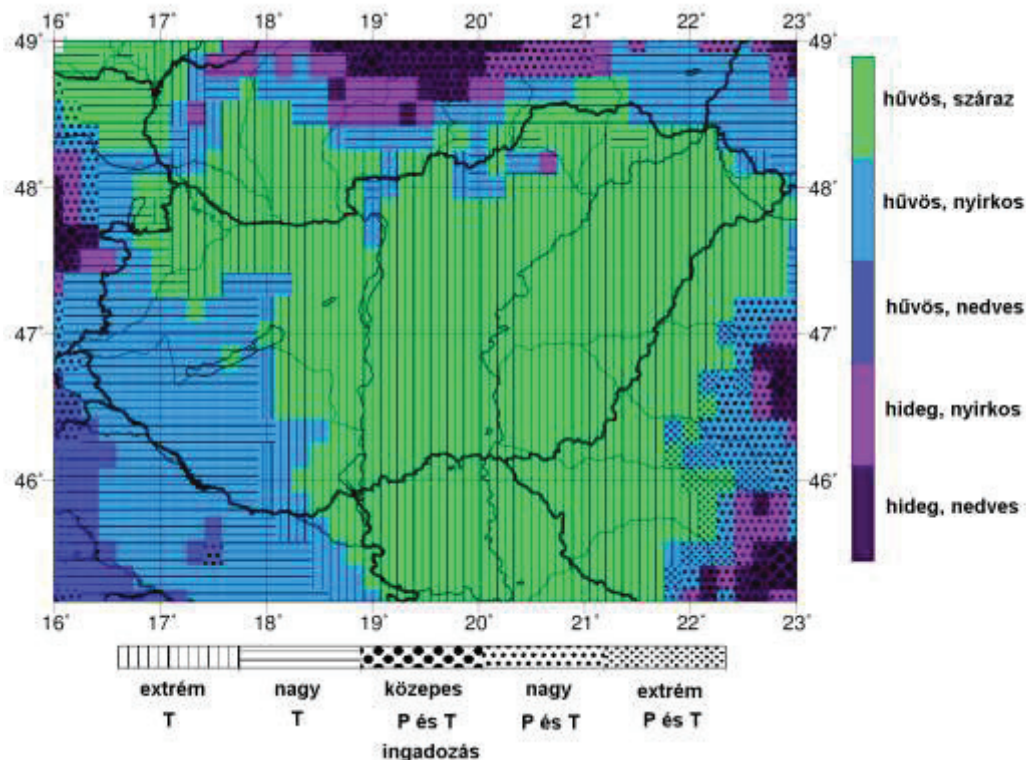 16° 17° 18° 19° 20° 21° 22° 23°
49° 49°
48° 48°
47° 47°
46° 46°
16° 17° 18° 19° 20° 21° 22° 23°
hűvös, száraz
hűvös, nyirkos
hűvös, nedves
hideg, nyirkos
hideg, nedves
extrém nagy közepes nagy extrém
T T P és T P és T P és T
ingadozás